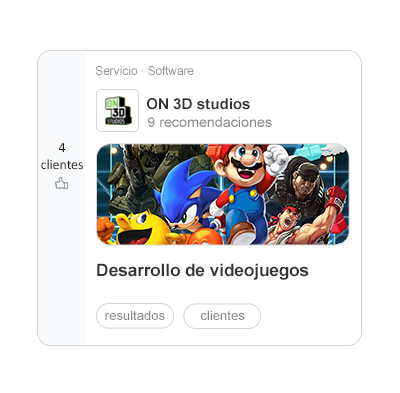 Servicio · Software
ON
3D
STUDIOS
ON 3D studios
9 recomendaciones
4
clientes
Desarrollo de videojuegos
resultados
clientes